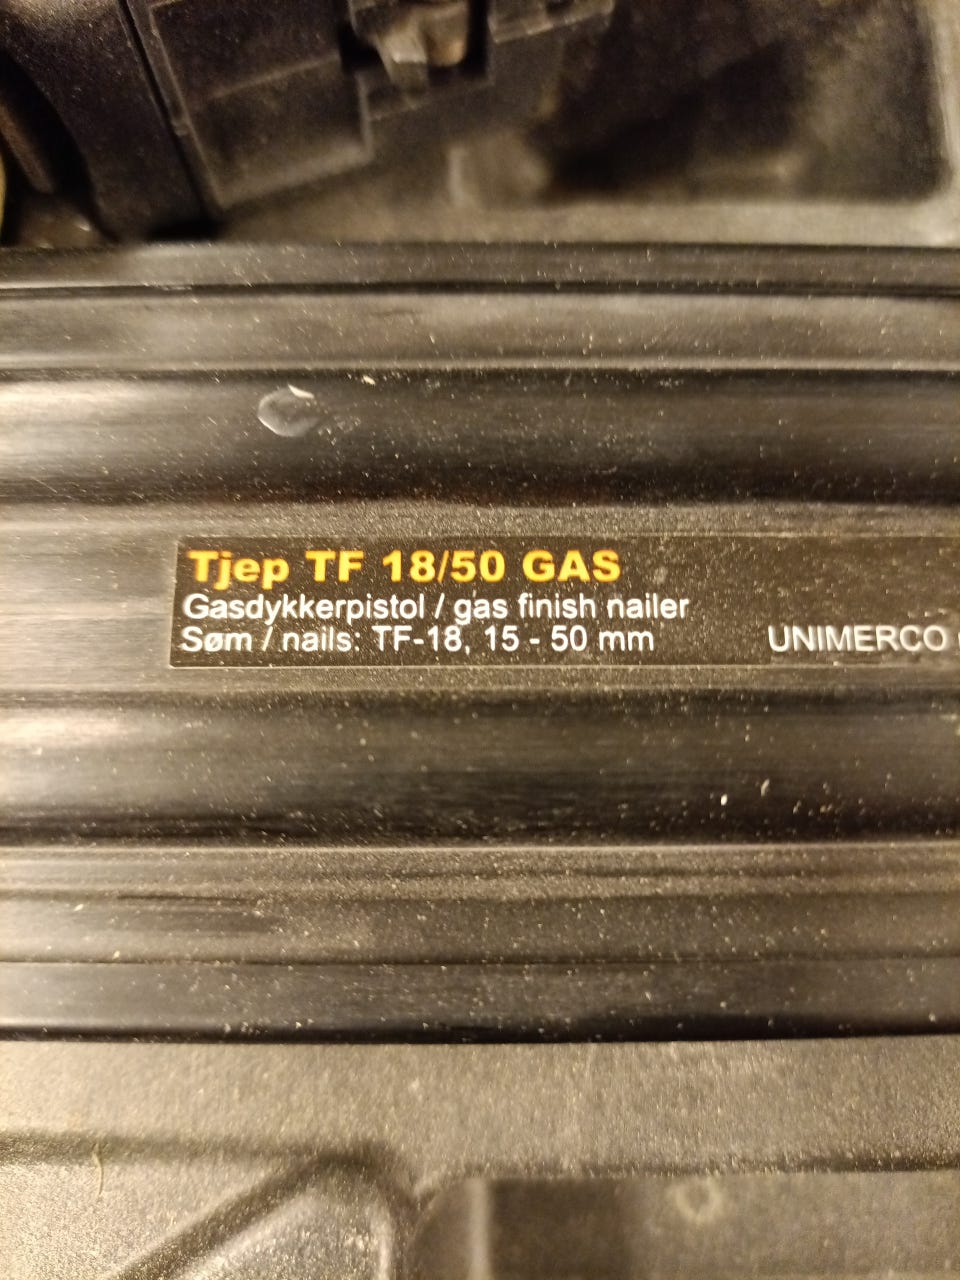 Tjep TF 18/50 GAS
Gasdykkerpistol / gas finish nailer
Søm / nails: TF-18, 15 - 50 mm
UNIMERCO